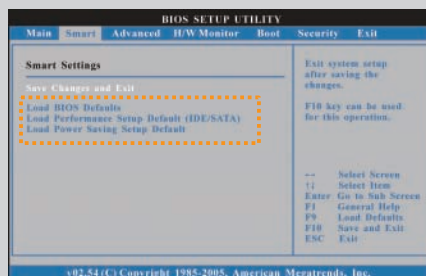 BIOS SETUP UTILITY
Main Smart Advanced H/W Monitor Boot Security Exit
Smart Settings
Save Changes and Exit
Load BIOS Defaults
Load Performance Setup Default (IDE/SATA)
Load Power Saving Setup Default
Exit system setup
after saving the
changes.
F10 key can be used
for this operation.
Select Screen
↑↓ Select Item
Enter Go to Sub Screen
F1 General Help
F9 Load Defaults
F10 Save and Exit
ESC Exit
v02.54 (C) Copyright 1985-2005, American Megatrends, Inc.